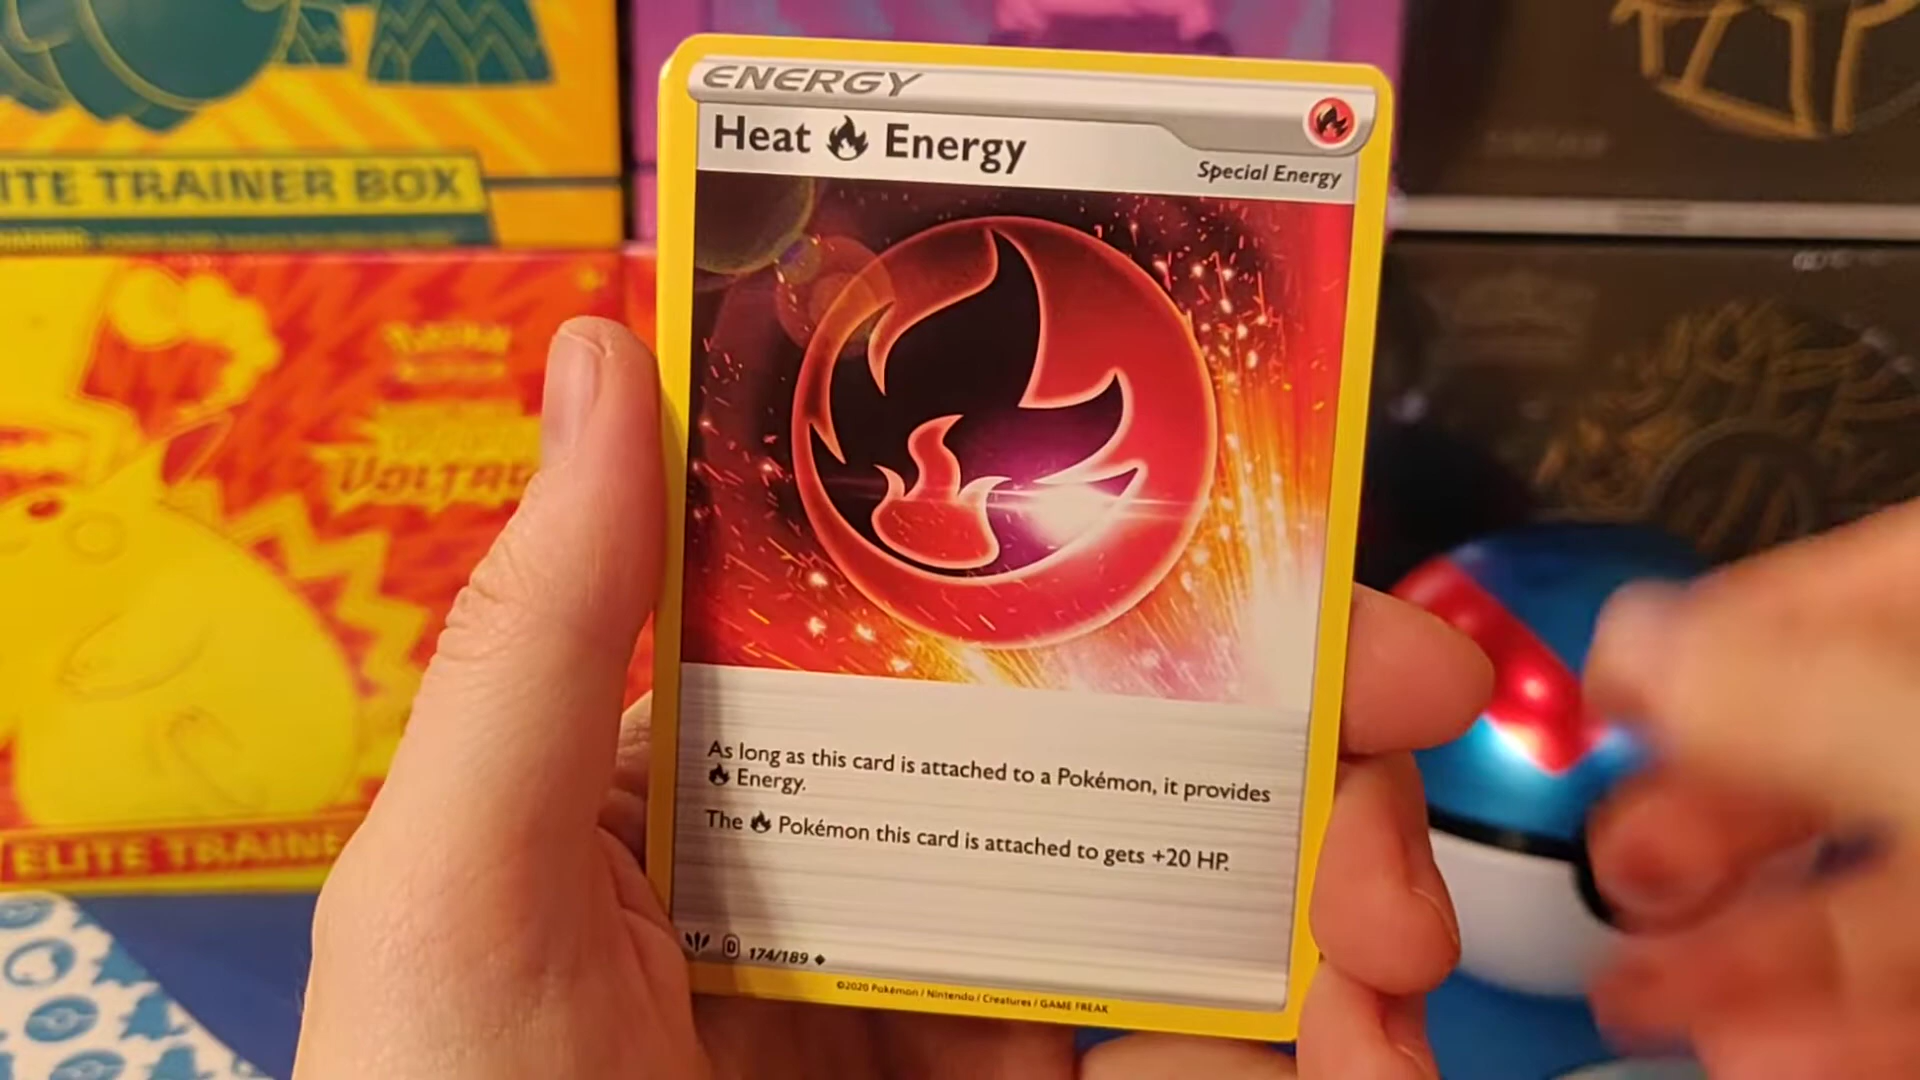 ENERGY
Heat Energy
Special Energy
As long as this card is attached to a Pokémon, it provides
Energy.
The Pokémon this card is attached to gets +20 HP.
D 174/189
©2020 Pokémon / Nintendo / Creatures / GAME FREAK
ITE TRAINER BOX
VOLTA
ELITE TRAINE